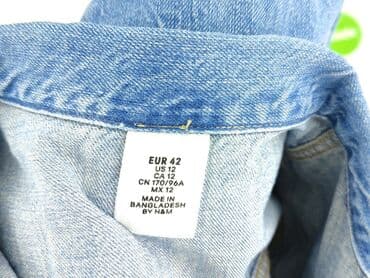 EUR 42
US 12
CA 12
CN 170/96A
MX 12
MADE IN
BANGLADESH
BY H&M